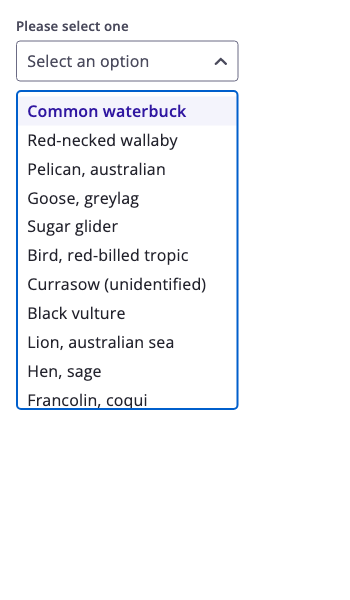 Please select one
Select an option
Common waterbuck
Red-necked wallaby
Pelican, australian
Goose, greylag
Sugar glider
Bird, red-billed tropic
Currasow (unidentified)
Black vulture
Lion, australian sea
Hen, sage
Francolin, coqui